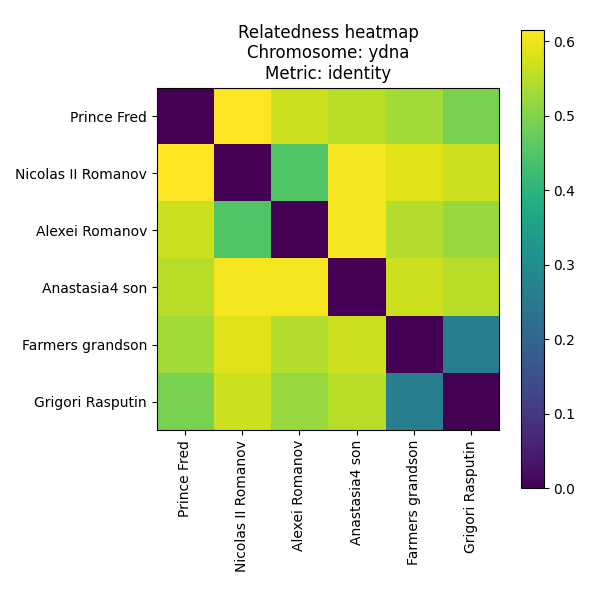 Relatedness heatmap
Chromosome: ydna
Metric: identity
Prince Fred
Nicolas II Romanov
Alexei Romanov
Anastasia4 son
Farmers grandson
Grigori Rasputin
Prince Fred
Nicolas II Romanov
Alexei Romanov
Anastasia4 son
Farmers grandson
Grigori Rasputin
0.6
0.5
0.4
0.3
0.2
0.1
0.0